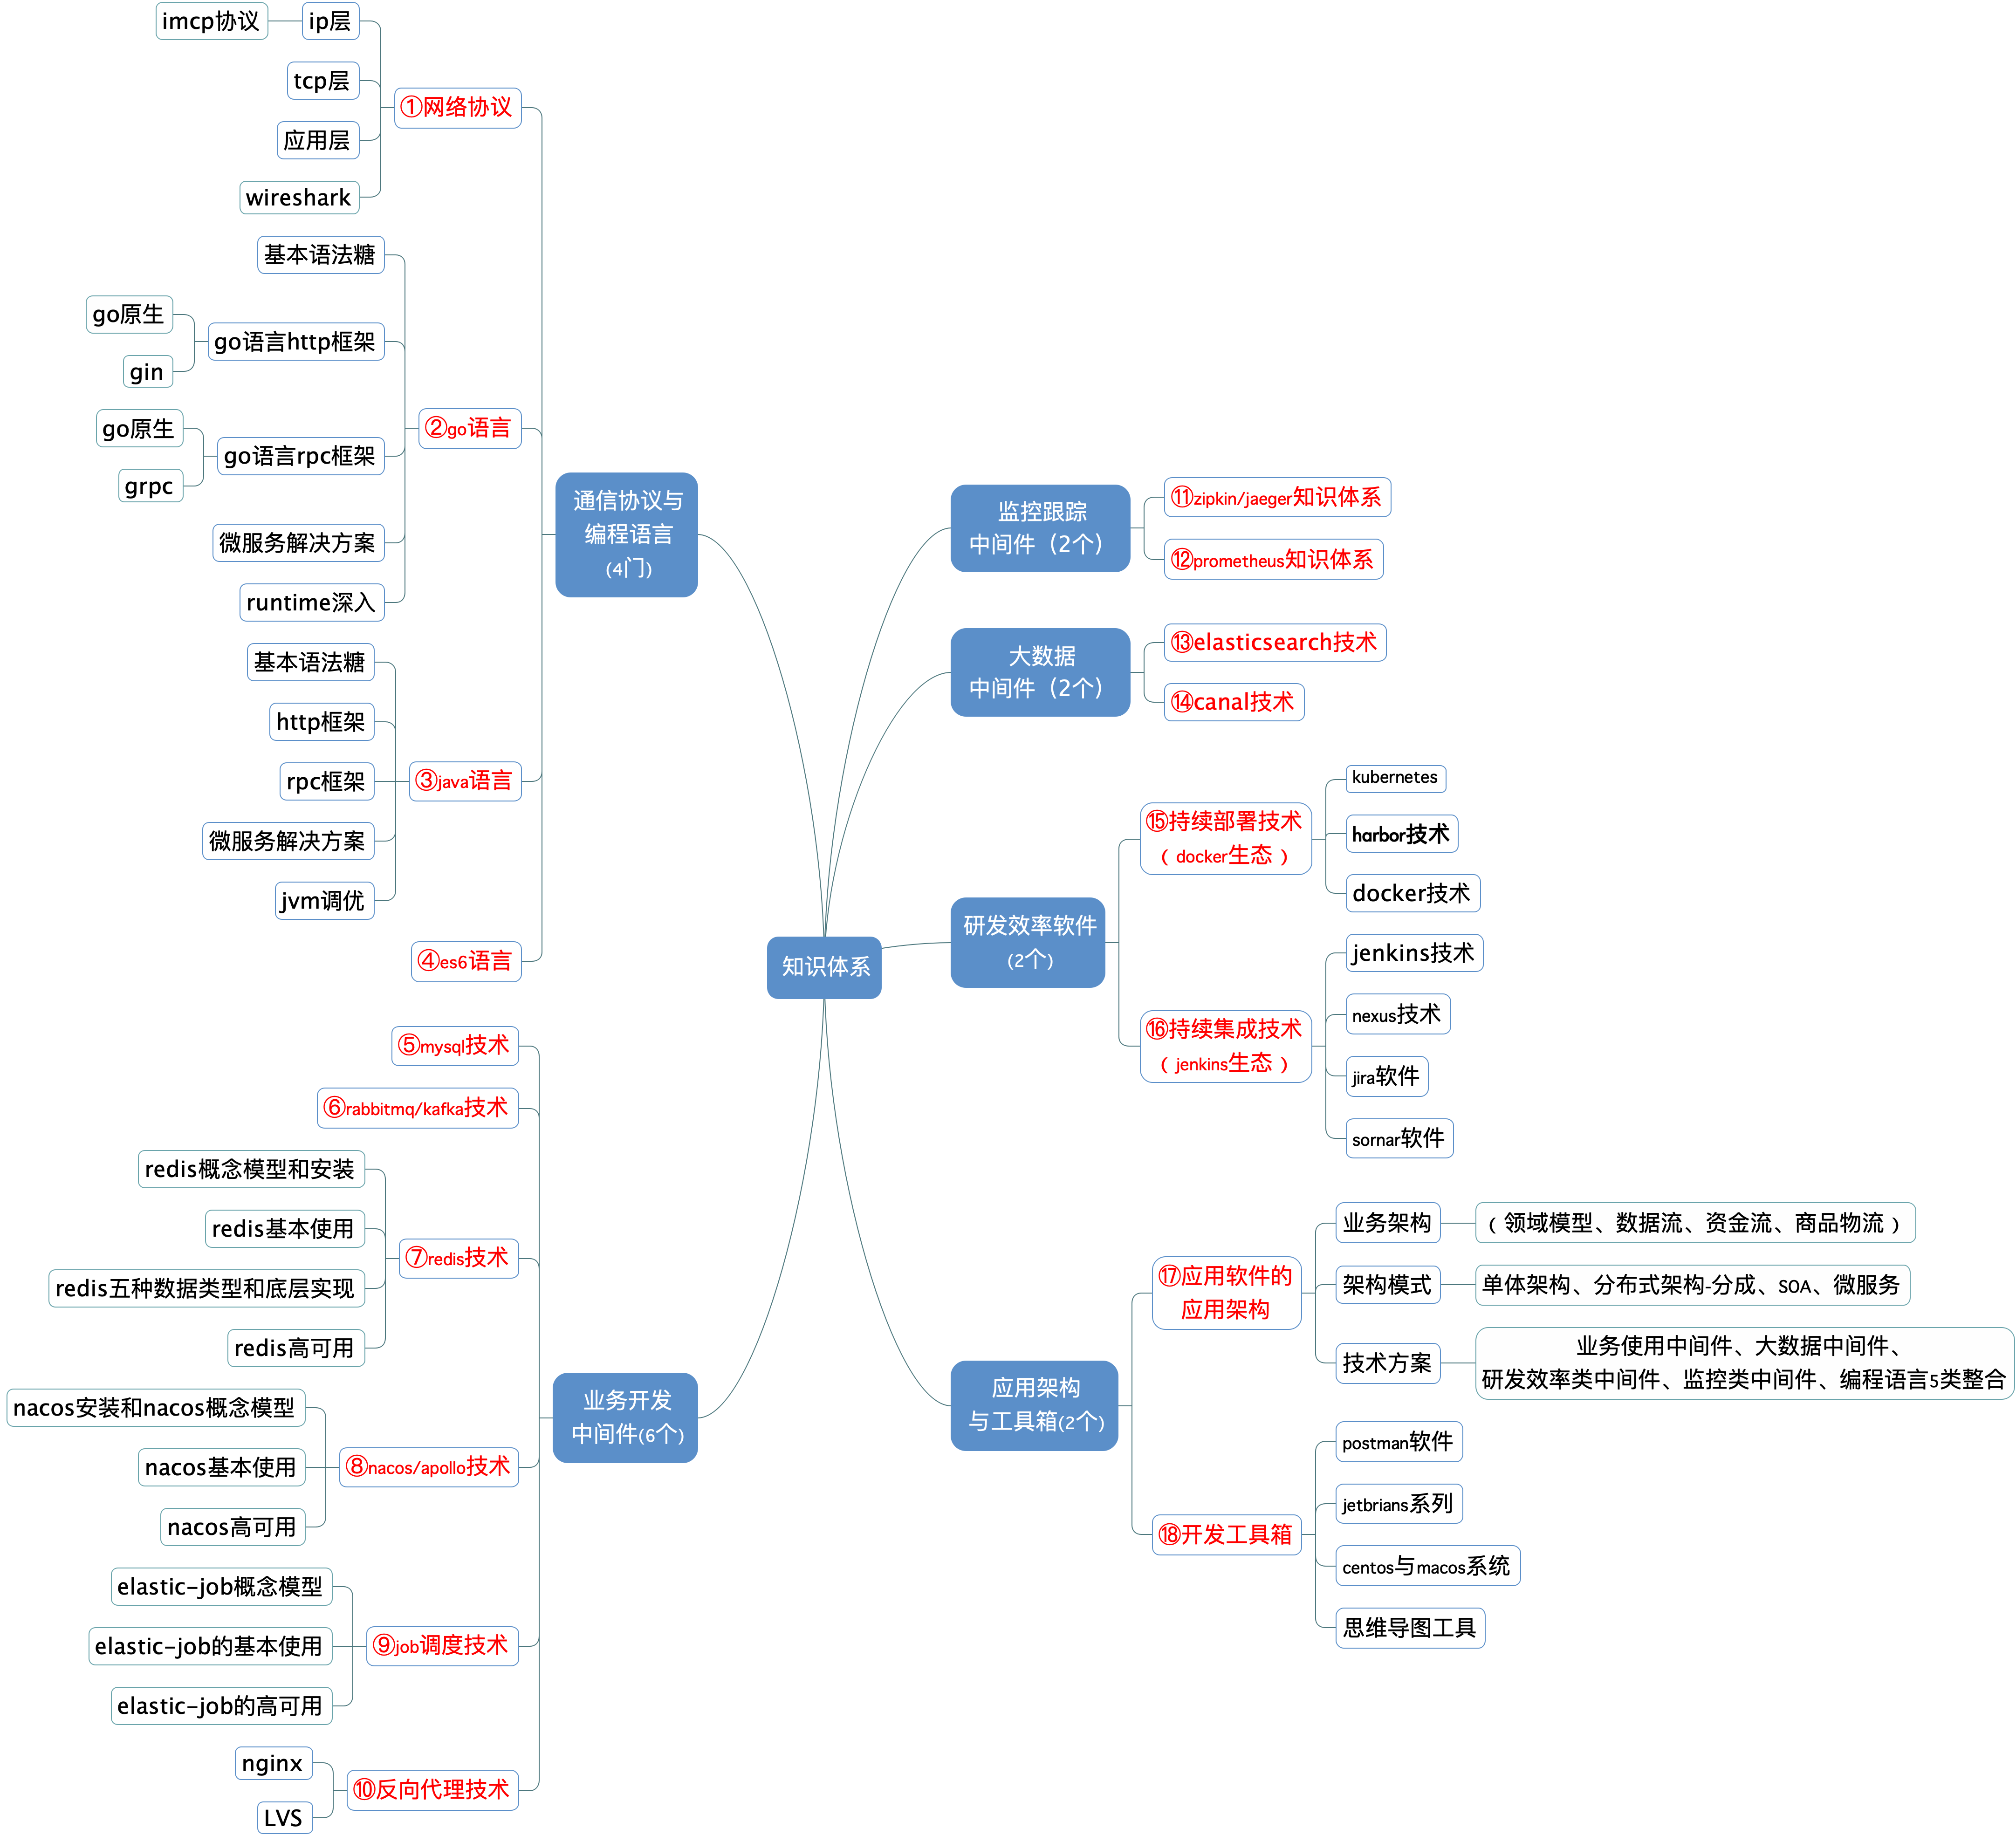 知识体系
通信协议与
编程语言
(4门)
①网络协议
ip层
imcp协议
tcp层
应用层
wireshark
②go语言
基本语法糖
go语言http框架
go原生
gin
go语言rpc框架
go原生
grpc
微服务解决方案
runtime深入
③java语言
基本语法糖
http框架
rpc框架
微服务解决方案
jvm调优
④es6语言
业务开发
中间件(6个)
⑤mysql技术
⑥rabbitmq/kafka技术
⑦redis技术
redis概念模型和安装
redis基本使用
redis五种数据类型和底层实现
redis高可用
⑧nacos/apollo技术
nacos安装和nacos概念模型
nacos基本使用
nacos高可用
⑨job调度技术
elastic-job概念模型
elastic-job的基本使用
elastic-job的高可用
⑩反向代理技术
nginx
LVS
监控跟踪
中间件（2个）
⑪zipkin/jaeger知识体系
⑫prometheus知识体系
大数据
中间件（2个）
⑬elasticsearch技术
⑭canal技术
研发效率软件
(2个)
⑮持续部署技术
（docker生态）
kubernetes
harbor技术
docker技术
⑯持续集成技术
（jenkins生态）
jenkins技术
nexus技术
jira软件
sornar软件
应用架构
与工具箱(2个)
⑰应用软件的
应用架构
业务架构
（领域模型、数据流、资金流、商品物流）
架构模式
单体架构、分布式架构-分成、SOA、微服务
技术方案
业务使用中间件、大数据中间件、
研发效率类中间件、监控类中间件、编程语言5类整合
⑱开发工具箱
postman软件
jetbrians系列
centos与macos系统
思维导图工具